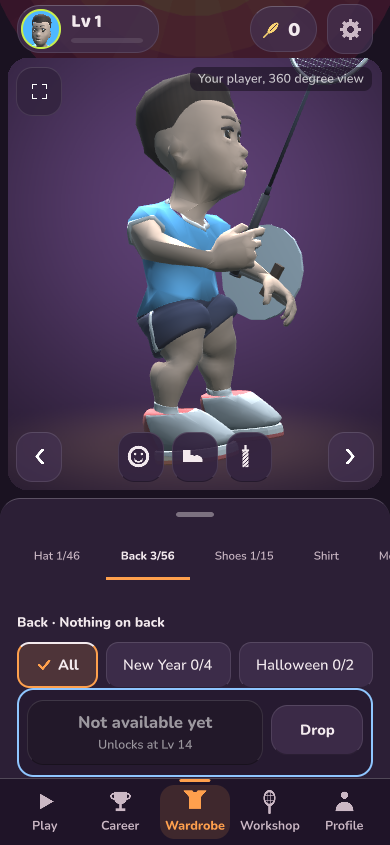 Lv 1
0
Your player, 360 degree view
Hat 1/46
Back 3/56
Shoes 1/15
Shirt
Back · Nothing on back
All
New Year 0/4
Halloween 0/2
Not available yet
Unlocks at Lv 14
Drop
Play
Career
Wardrobe
Workshop
Profile